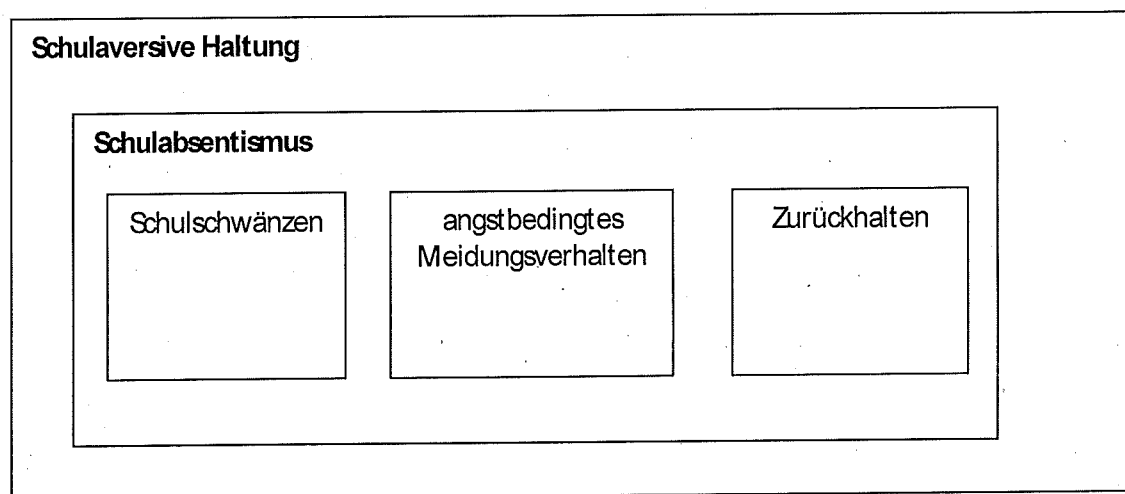 Schulaversive Haltung
Schulabsentismus
Schulschwänzen
angstbedingtes
Meidungsverhalten
Zurückhalten